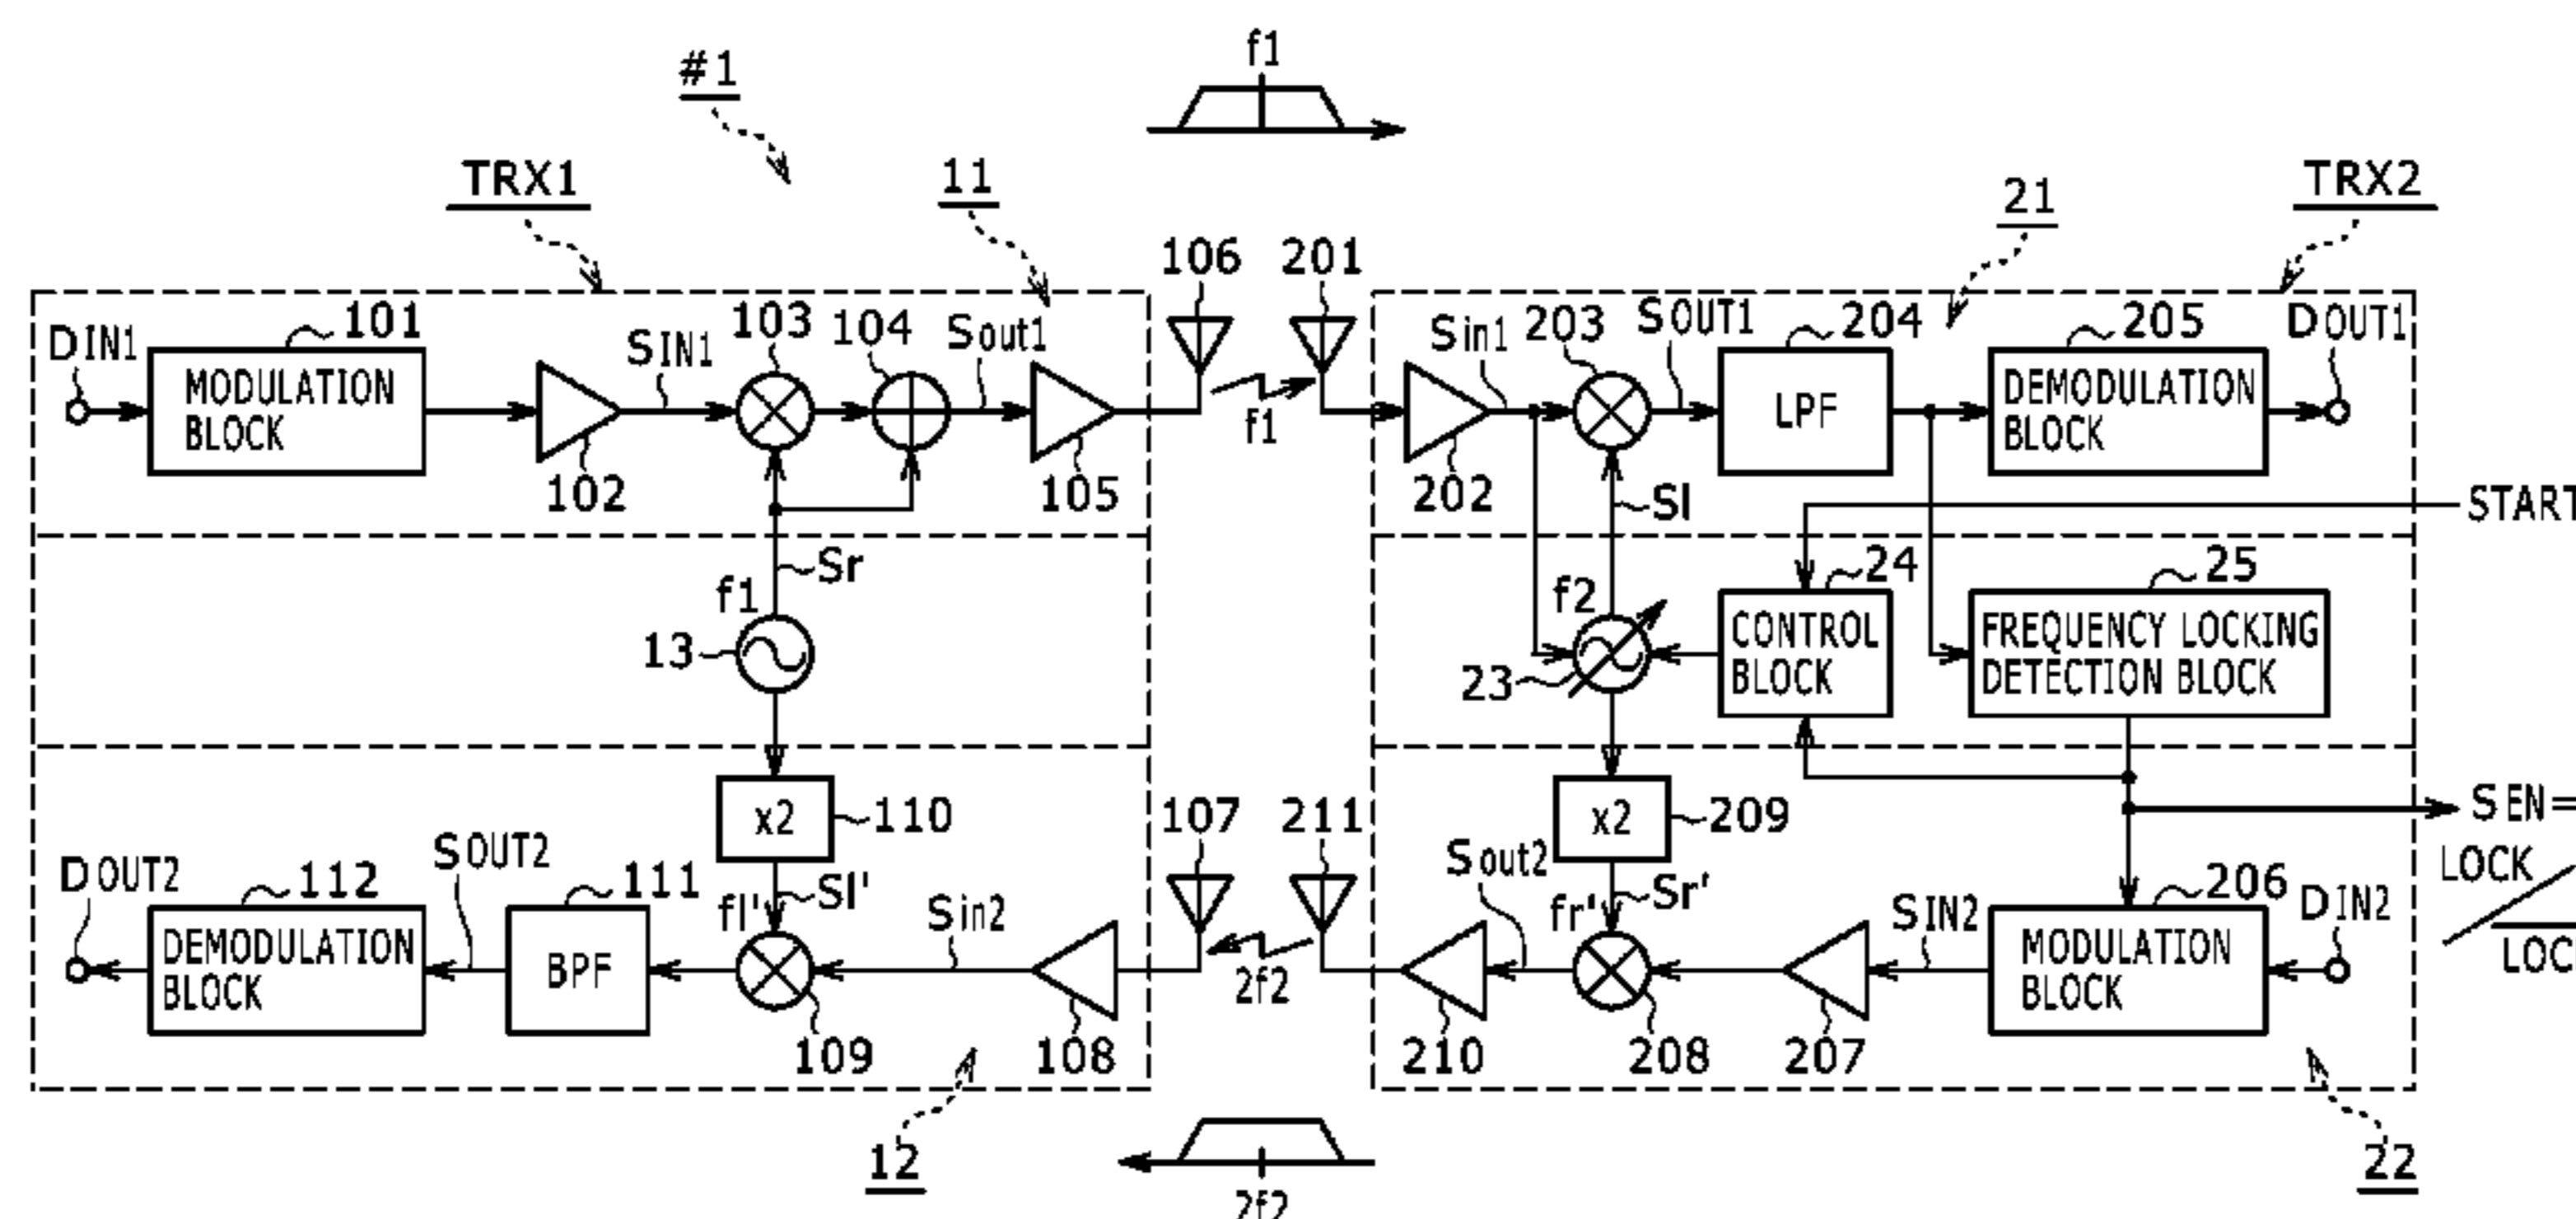 f1
#1
TRX1
11
21
TRX2
106
201
DIN1
101
MODULATION
BLOCK
102
SIN1
103
104
Sout1
105
f1
Sin1
202
203
SOUT1
204
LPF
205
DEMODULATION
BLOCK
DOUT1
Sl
START
Sr
f1
13
f2
23
24
CONTROL
BLOCK
25
FREQUENCY LOCKING
DETECTION BLOCK
x2
110
x2
209
107
211
SEN=
LOCK
DOUT2
112
DEMODULATION
BLOCK
SOUT2
111
BPF
fl'
Sl'
109
Sin2
108
2f2
210
Sout2
fr'
Sr'
208
207
SIN2
206
MODULATION
BLOCK
DIN2
12
2f2
22